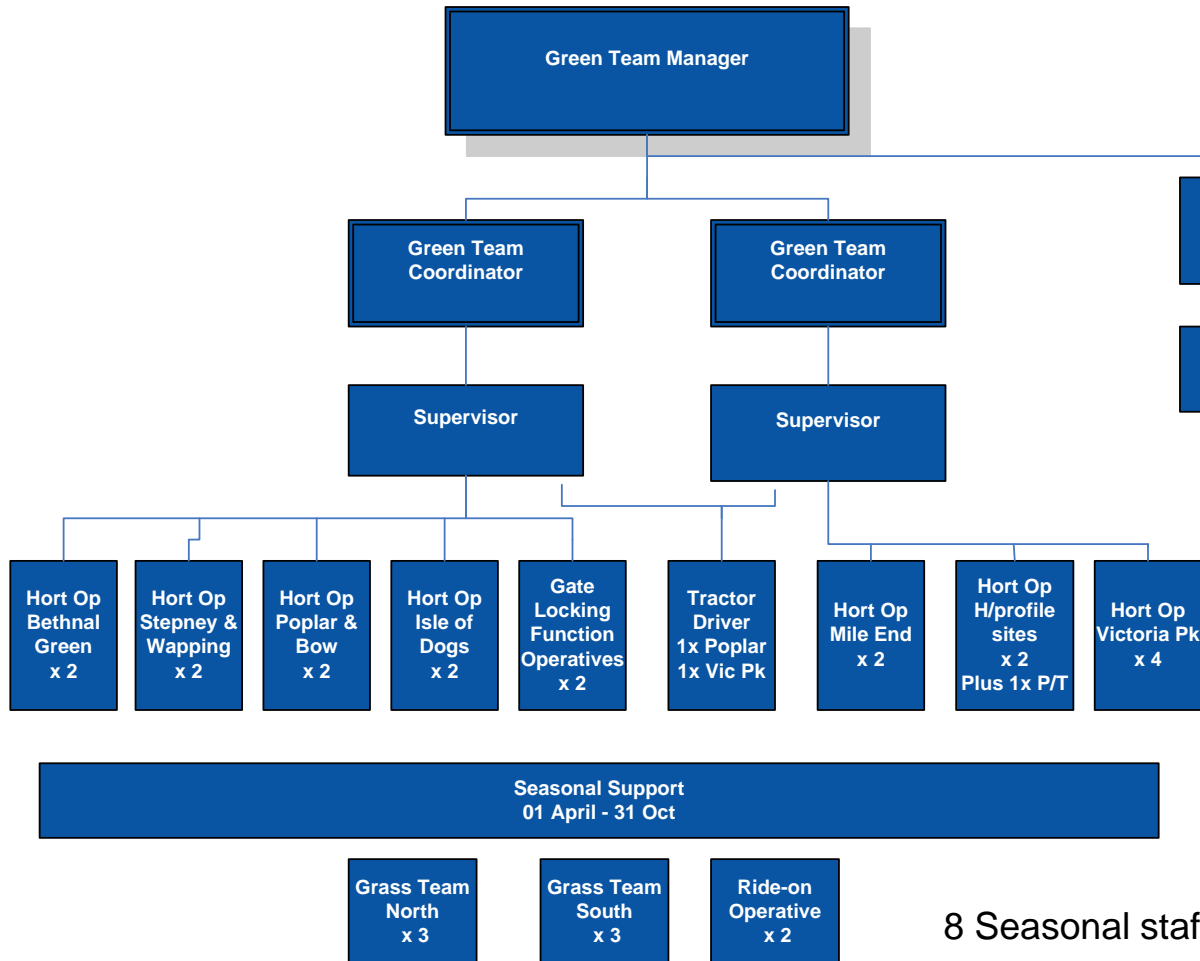 Green Team Manager
Green Team
Coordinator
Green Team
Coordinator
Supervisor
Supervisor
Hort Op
Bethnal
Green
x 2
Hort Op
Stepney &
Wapping
x 2
Hort Op
Poplar &
Bow
x 2
Hort Op
Isle of
Dogs
x 2
Gate
Locking
Function
Operatives
x 2
Tractor
Driver
1x Poplar
1x Vic Pk
Hort Op
Mile End
x 2
Hort Op
H/profile
sites
x 2
Plus 1x P/T
Hort Op
Victoria Pk
x 4
Seasonal Support
01 April - 31 Oct
Grass Team
North
x 3
Grass Team
South
x 3
Ride-on
Operative
x 2
8 Seasonal staf